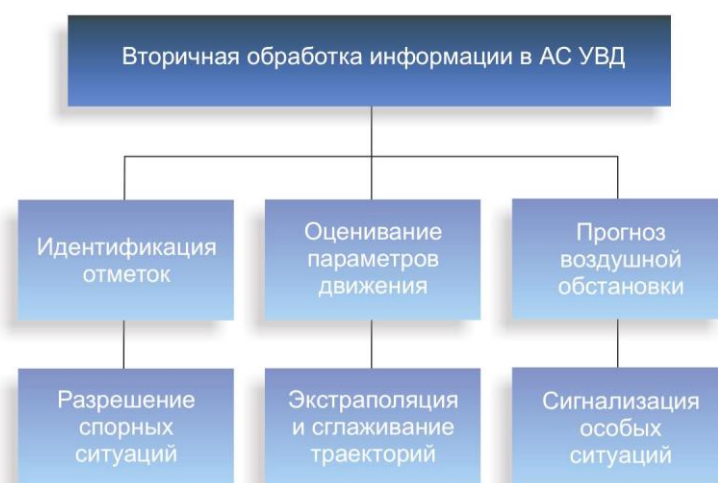 Вторичная обработка информации в АС УВД
Идентификация
отметок
Оценивание
параметров
движения
Прогноз
воздушной
обстановки
Разрешение
спорных
ситуаций
Экстраполяция
и сглаживание
траекторий
Сигнализация
особых
ситуаций